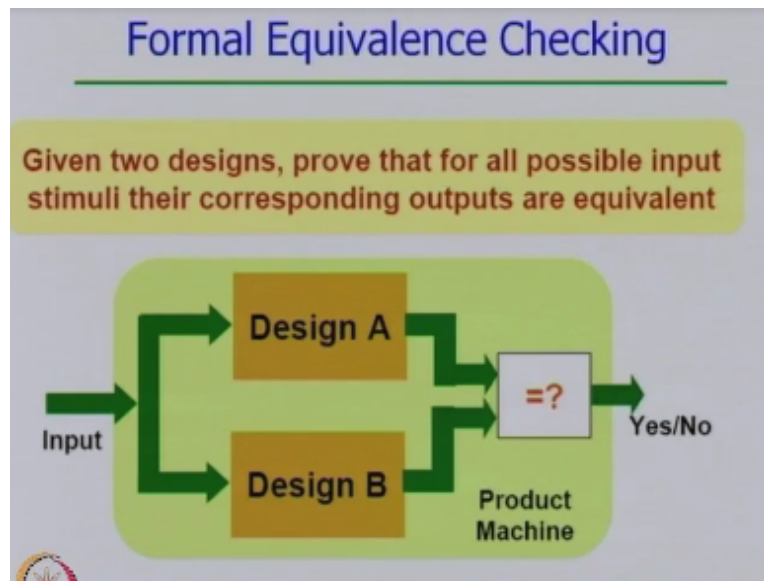 Formal Equivalence Checking
Given two designs, prove that for all possible input
stimuli their corresponding outputs are equivalent
Design A
=?
Input
Yes/No
Design B
Product
Machine